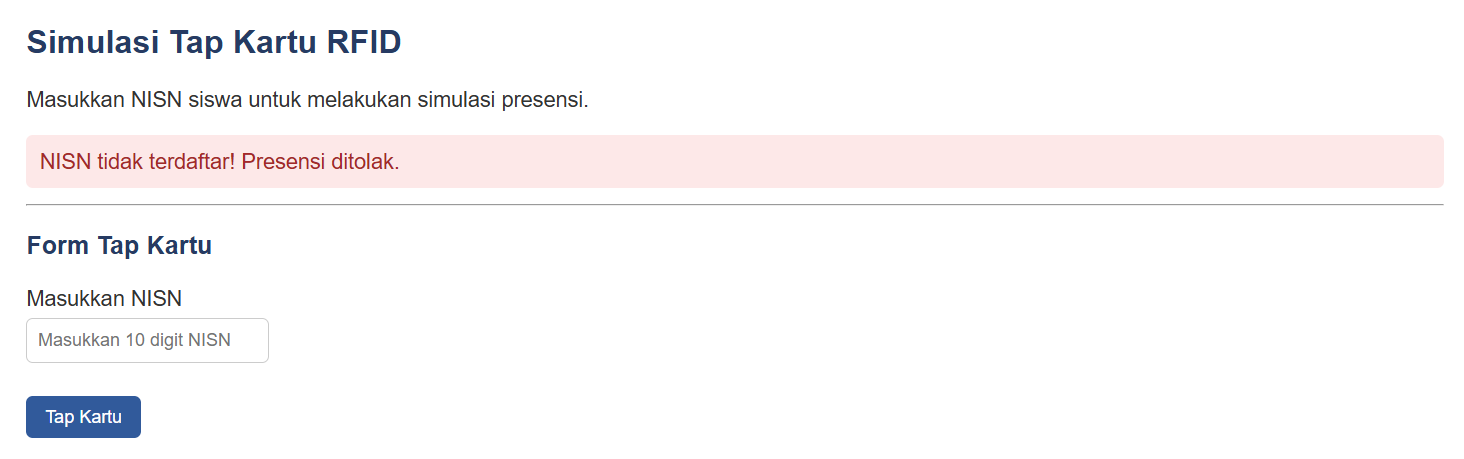 Simulasi Tap Kartu RFID
Masukkan NISN siswa untuk melakukan simulasi presensi.
NISN tidak terdaftar! Presensi ditolak.
Form Tap Kartu
Masukkan NISN
Masukkan 10 digit NISN
Tap Kartu